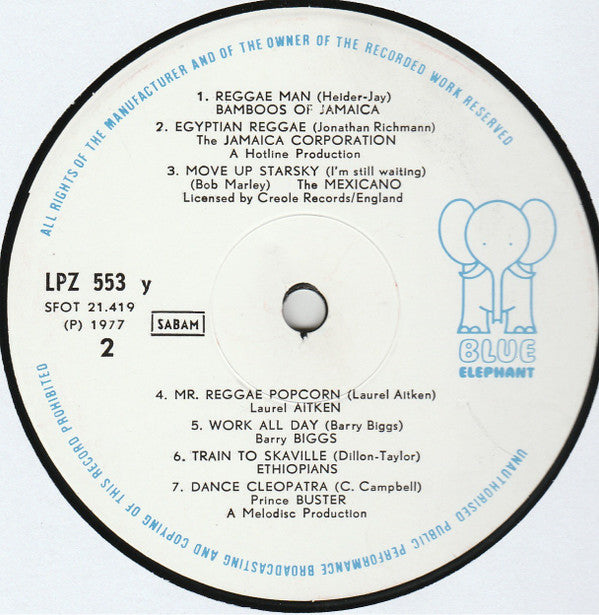 ALL RIGHTS OF THE MANUFACTURER AND OF THE OWNER OF THE RECORDED WORK RESERVED
1. REGGAE MAN (Helder-Jay)
BAMBOOS OF JAMAICA
2. EGYPTIAN REGGAE (Jonathan Richmann)
The JAMAICA CORPORATION
A Hotline Production
3. MOVE UP STARSKY (I'm still waiting)
(Bob Marley) The MEXICANO
Licensed by Creole Records/England
LPZ 553 y
SFOT 21.419
(P) 1977
SABAM
2
BLUE
ELEPHANT
4. MR. REGGAE POPCORN (Laurel Aitken)
Laurel AITKEN
5. WORK ALL DAY (Barry Biggs)
Barry BIGGS
6. TRAIN TO SKAVILLE (Dillon-Taylor)
ETHIOPIANS
7. DANCE CLEOPATRA (C. Campbell)
Prince BUSTER
A Melodisc Production
UNAUTHORISED PUBLIC PERFORMANCE BROADCASTING AND COPYING OF THIS RECORD PROHIBITED